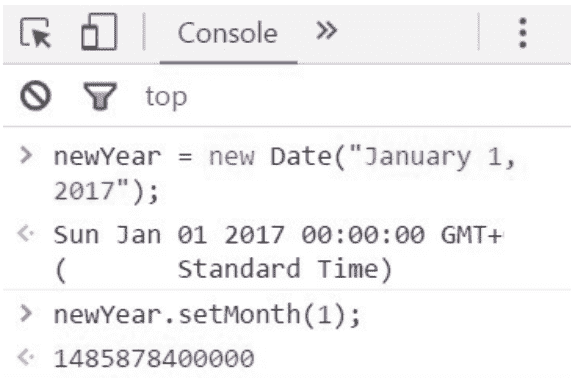 Console »
top
> newYear = new Date("January 1,
2017");
<· Sun Jan 01 2017 00:00:00 GMT+
( Standard Time)
> newYear.setMonth(1);
<· 1485878400000